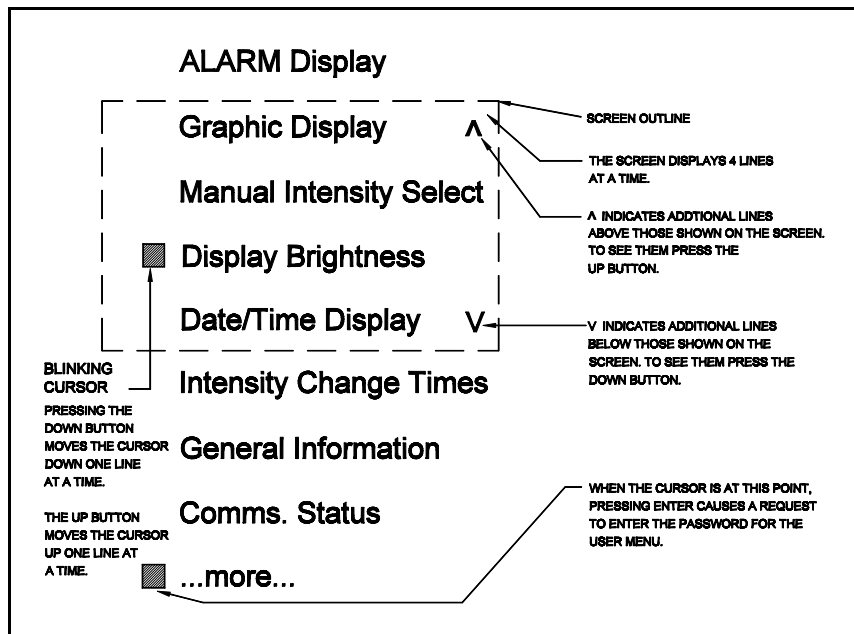 ALARM Display
Graphic Display Λ
Manual Intensity Select
Display Brightness
Date/Time Display V
Intensity Change Times
General Information
Comms. Status
...more...
SCREEN OUTLINE
THE SCREEN DISPLAYS 4 LINES
AT A TIME.
Λ INDICATES ADDTIONAL LINES
ABOVE THOSE SHOWN ON THE SCREEN.
TO SEE THEM PRESS THE
UP BUTTON.
V INDICATES ADDITIONAL LINES
BELOW THOSE SHOWN ON THE
SCREEN. TO SEE THEM PRESS THE
DOWN BUTTON.
BLINKING
CURSOR
PRESSING THE
DOWN BUTTON
MOVES THE CURSOR
DOWN ONE LINE
AT A TIME.
THE UP BUTTON
MOVES THE CURSOR
UP ONE LINE AT
A TIME.
WHEN THE CURSOR IS AT THIS POINT,
PRESSING ENTER CAUSES A REQUEST
TO ENTER THE PASSWORD FOR THE
USER MENU.